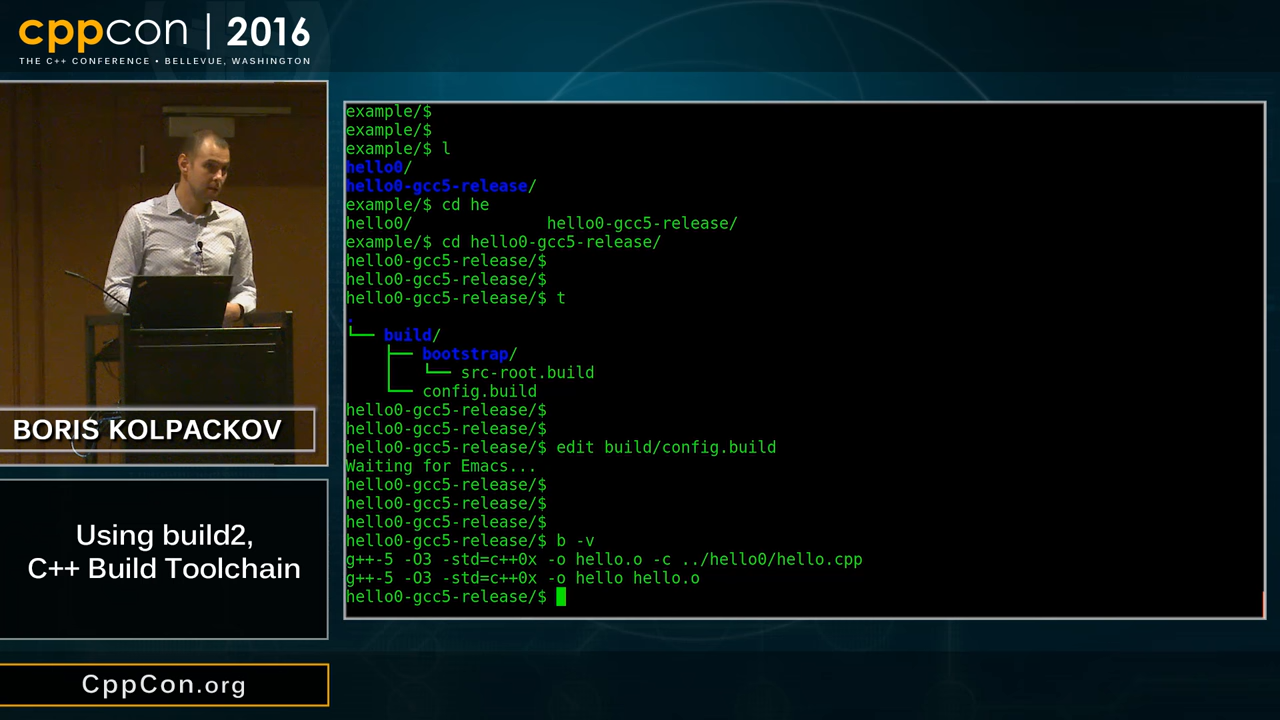 cppcon | 2016
THE C++ CONFERENCE • BELLEVUE, WASHINGTON
BORIS KOLPACKOV
Using build2,
C++ Build Toolchain
CppCon.org
example/$
example/$
example/$ l
hello0/
hello0-gcc5-release/
example/$ cd he
hello0/ hello0-gcc5-release/
example/$ cd hello0-gcc5-release/
hello0-gcc5-release/$
hello0-gcc5-release/$
hello0-gcc5-release/$ t
.
└── build/
├── bootstrap/
│ └── src-root.build
└── config.build
hello0-gcc5-release/$
hello0-gcc5-release/$
hello0-gcc5-release/$ edit build/config.build
Waiting for Emacs...
hello0-gcc5-release/$
hello0-gcc5-release/$
hello0-gcc5-release/$
hello0-gcc5-release/$ b -v
g++-5 -O3 -std=c++0x -o hello.o -c ../hello0/hello.cpp
g++-5 -O3 -std=c++0x -o hello hello.o
hello0-gcc5-release/$